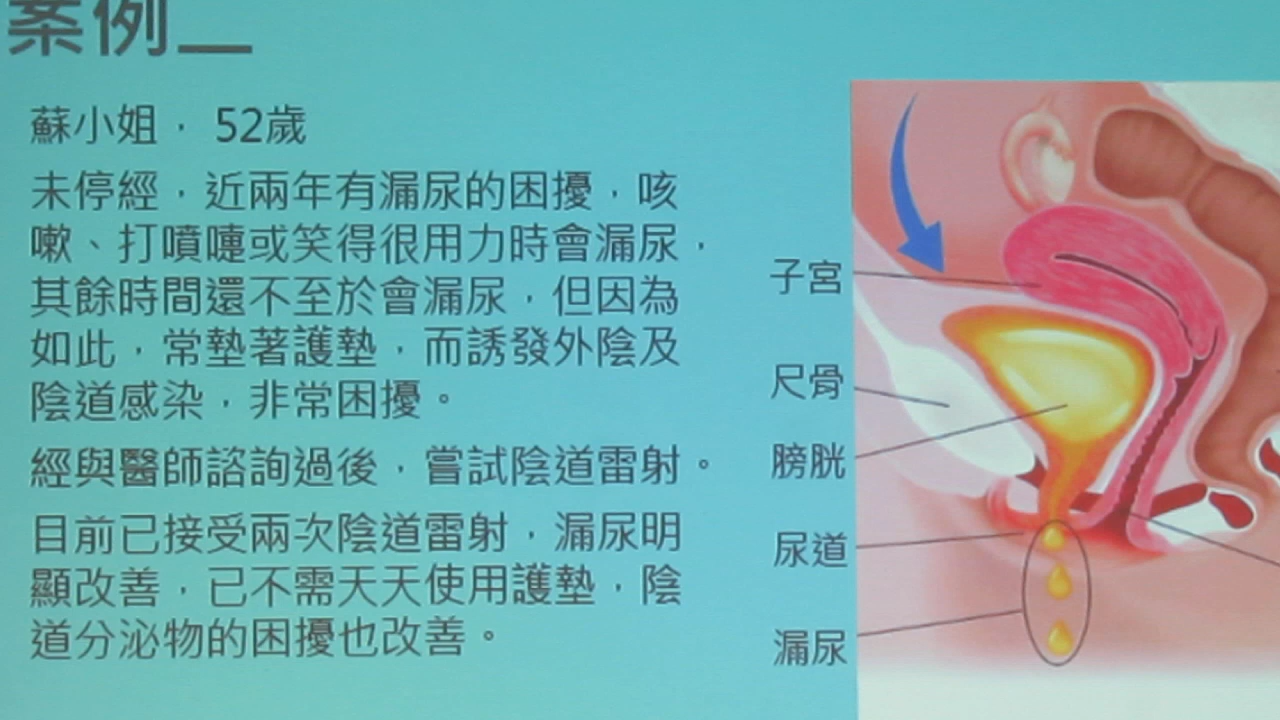 蘇小姐， 52歲
未停經，近兩年有漏尿的困擾，咳
嗽、打噴嚏或笑得很用力時會漏尿，
其餘時間還不至於會漏尿，但因為
如此，常墊著護墊，而誘發外陰及
陰道感染，非常困擾。
經與醫師諮詢過後，嘗試陰道雷射。
目前已接受兩次陰道雷射，漏尿明
顯改善，已不需天天使用護墊，陰
道分泌物的困擾也改善。
子宮
尺骨
膀胱
尿道
漏尿